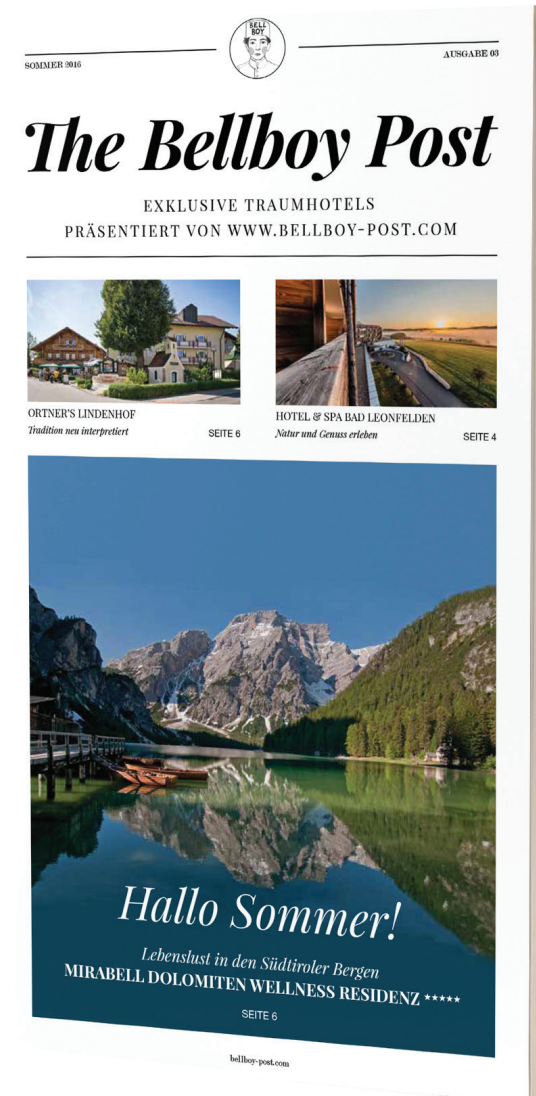 SOMMER 2016
BELL
BOY
AUSGABE 03
The Bellboy Post
EXKLUSIVE TRAUMHOTELS
PRÄSENTIERT VON WWW.BELLBOY-POST.COM
ORTNER'S LINDENHOF
Tradition neu interpretiert
SEITE 6
HOTEL & SPA BAD LEONFELDEN
Natur und Genuss erleben
SEITE 4
Hallo Sommer!
Lebenslust in den Südtiroler Bergen
MIRABELL DOLOMITEN WELLNESS RESIDENZ *****
SEITE 6
bellboy-post.com